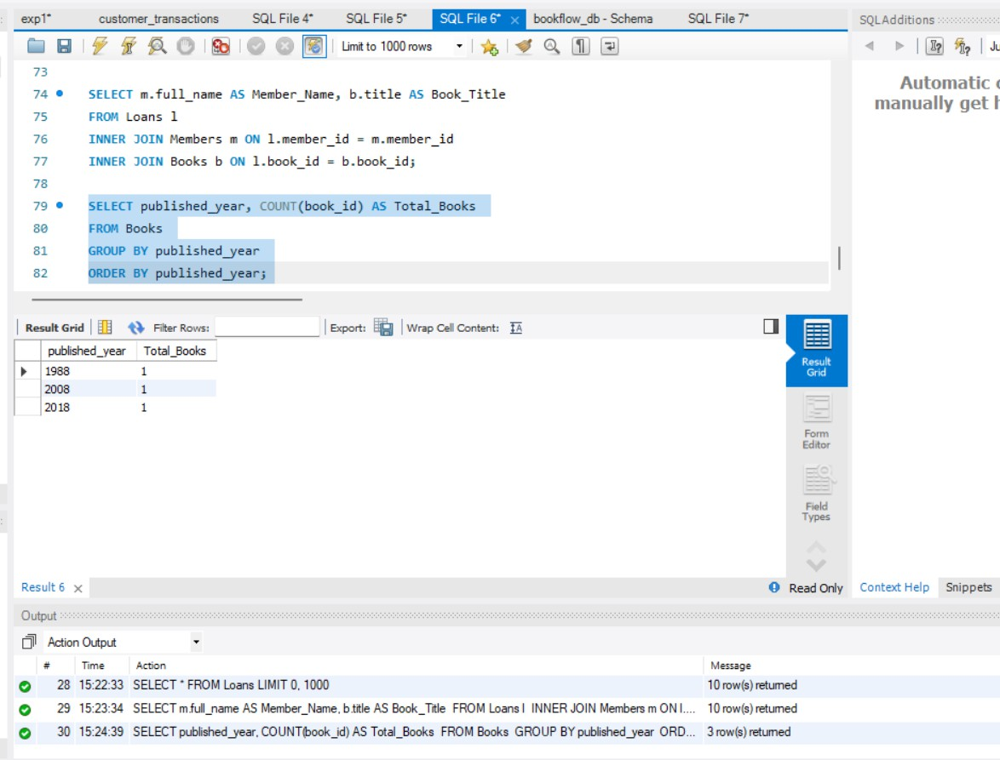 exp1* customer_transactions SQL File 4* SQL File 5* SQL File 6* × bookflow_db - Schema SQL File 7* SQLAdditions
Limit to 1000 rows
73
74 SELECT m.full_name AS Member_Name, b.title AS Book_Title
75 FROM Loans l
76 INNER JOIN Members m ON l.member_id = m.member_id
77 INNER JOIN Books b ON l.book_id = b.book_id;
78
79 SELECT published_year, COUNT(book_id) AS Total_Books
80 FROM Books
81 GROUP BY published_year
82 ORDER BY published_year;
Automatic
manually get
Result Grid Filter Rows: Export: Wrap Cell Content:
published_year Total_Books
1988 1
2008 1
2018 1
Result
Grid
Form
Editor
Field
Types
Result 6 × Read Only Context Help Snippets
Output
Action Output
# Time Action Message
28 15:22:33 SELECT * FROM Loans LIMIT 0, 1000 10 row(s) returned
29 15:23:34 SELECT m.full_name AS Member_Name, b.title AS Book_Title FROM Loans l INNER JOIN Members m ON l.... 10 row(s) returned
30 15:24:39 SELECT published_year, COUNT(book_id) AS Total_Books FROM Books GROUP BY published_year ORD... 3 row(s) returned